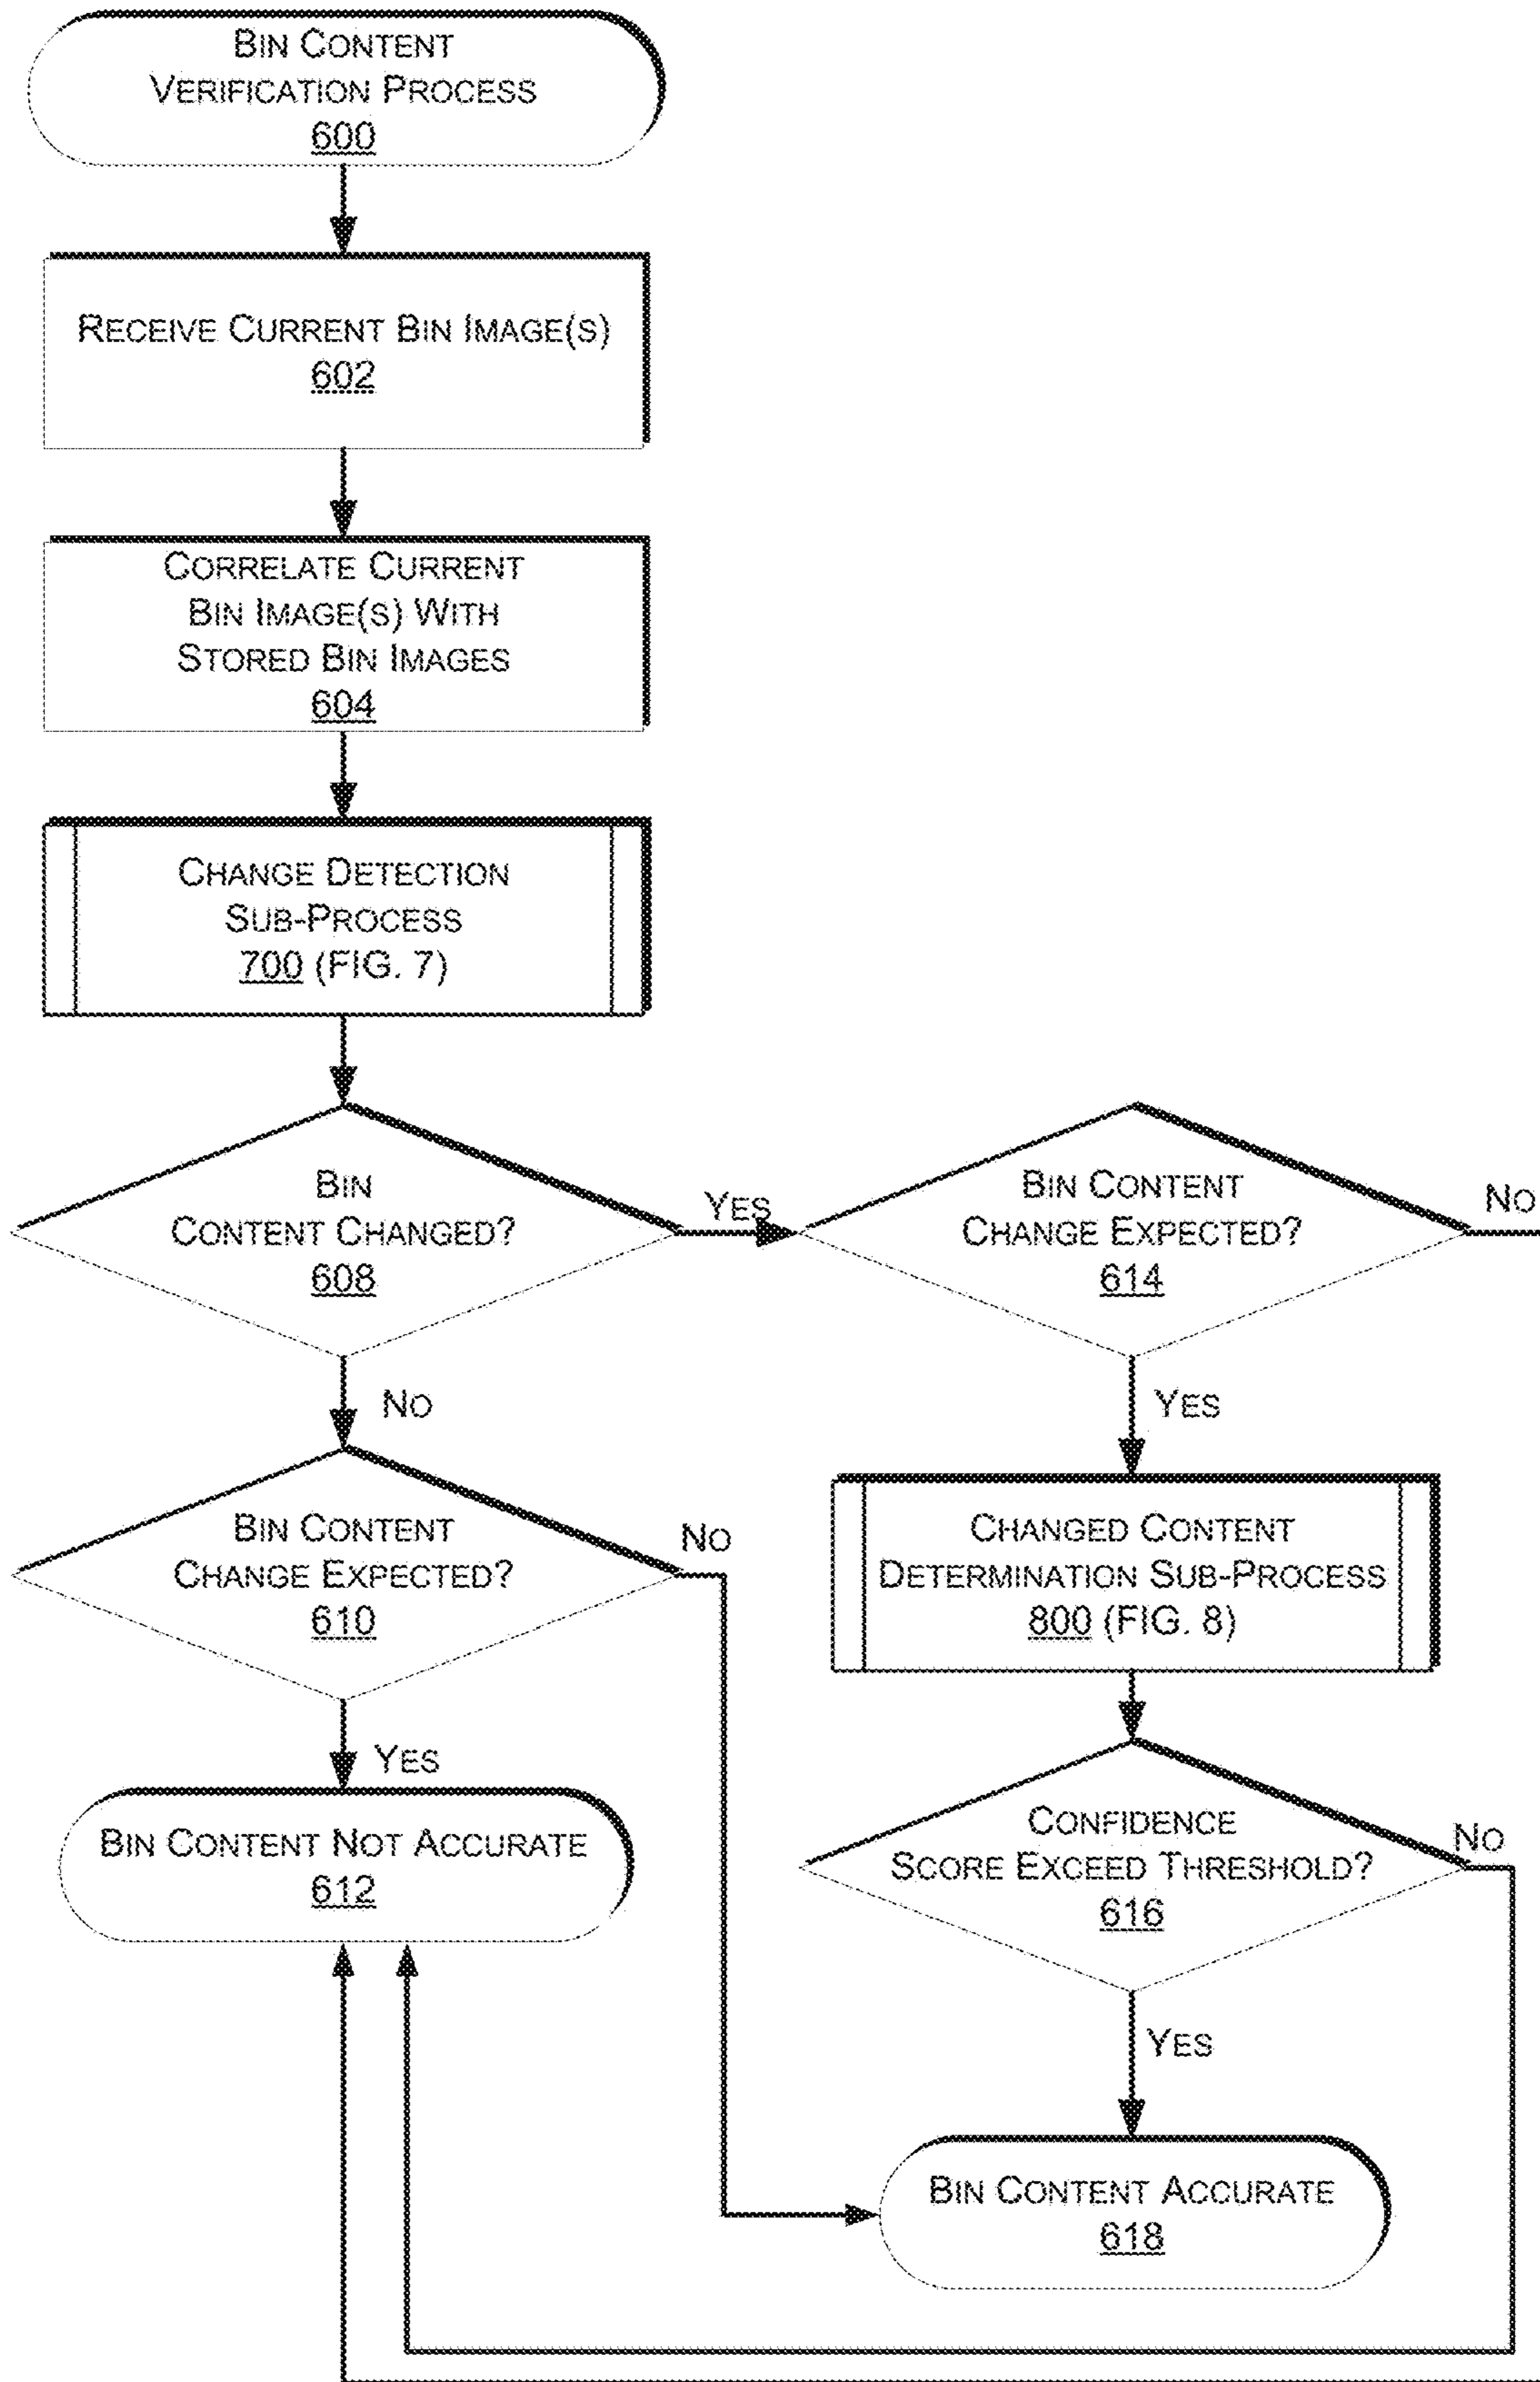 BIN CONTENT
VERIFICATION PROCESS
600
RECEIVE CURRENT BIN IMAGE(S)
602
CORRELATE CURRENT
BIN IMAGE(S) WITH
STORED BIN IMAGES
604
CHANGE DETECTION
SUB-PROCESS
700 (FIG. 7)
BIN
CONTENT CHANGED?
608
YES
BIN CONTENT
CHANGE EXPECTED?
614
NO
NO
YES
BIN CONTENT
CHANGE EXPECTED?
610
NO
CHANGED CONTENT
DETERMINATION SUB-PROCESS
800 (FIG. 8)
YES
BIN CONTENT NOT ACCURATE
612
CONFIDENCE
SCORE EXCEED THRESHOLD?
616
NO
YES
BIN CONTENT ACCURATE
618